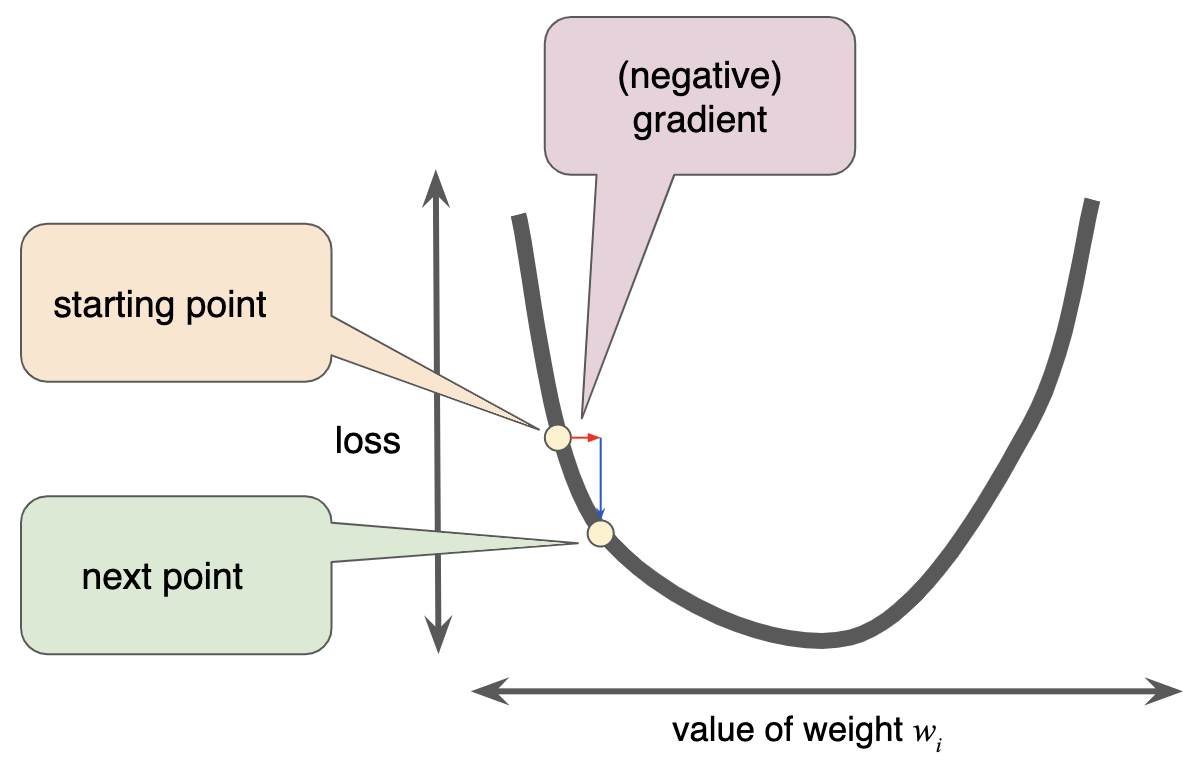 (negative)
gradient
starting point
loss
next point
value of weight wᵢ